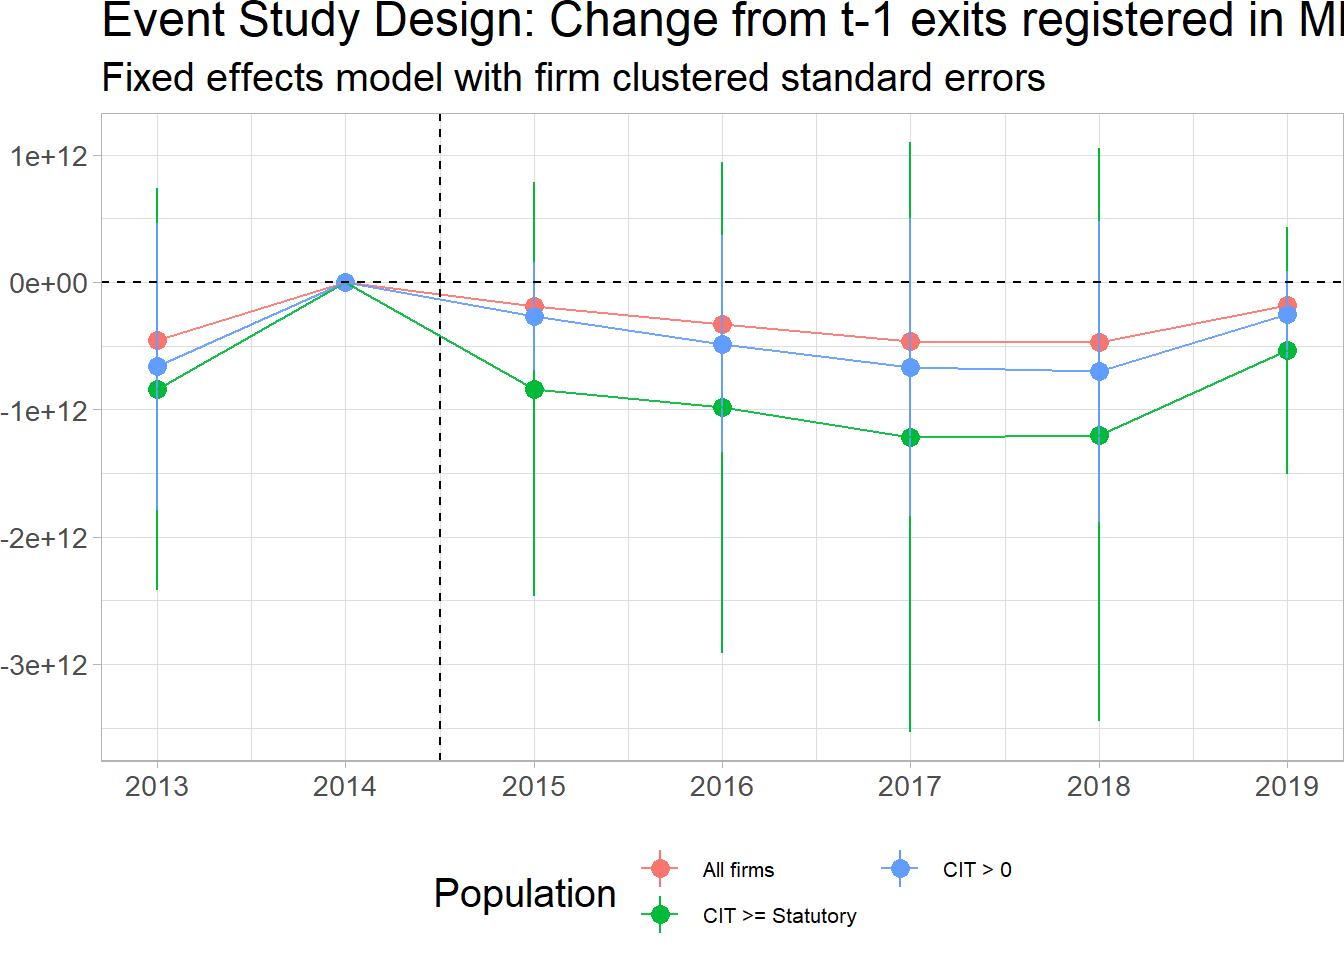 Event Study Design: Change from t-1 exits registered in
Fixed effects model with firm clustered standard errors
1e+12
0e+00
-1e+12
-2e+12
-3e+12
2013 2014 2015 2016 2017 2018 2019
Population
All firms
CIT > 0
CIT >= Statutory